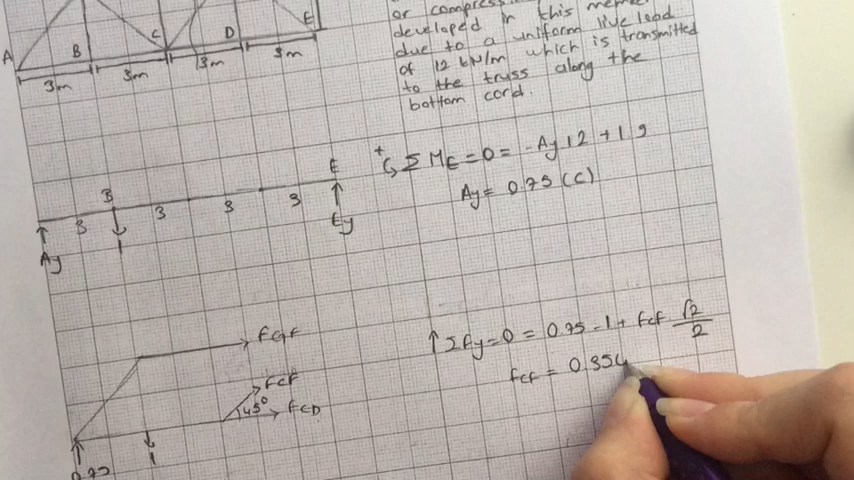 or compress
developed in this membe
due to a uniform live load
of 12 kN/m which is transmitted
to the truss along the
bottom cord.
A B C D E
3m 3m 3m 3m
+ ΣME=0= -Ay12 +1 9
Ay= 0.75 (C)
B E
3 3 3 3
Ay 1 Ey
↑ΣFy=0 = 0.75 -1+ FCF √2/2
FCF = 0.354
FGF
FCF
45° FCD
0.75 1